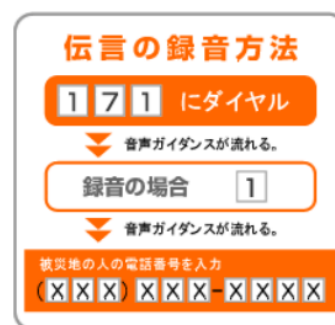 伝言の録音方法
171 にダイヤル
音声ガイダンスが流れる。
録音の場合 1
音声ガイダンスが流れる。
被災地の人の電話番号を入力
(XXX)XXX-XXXX